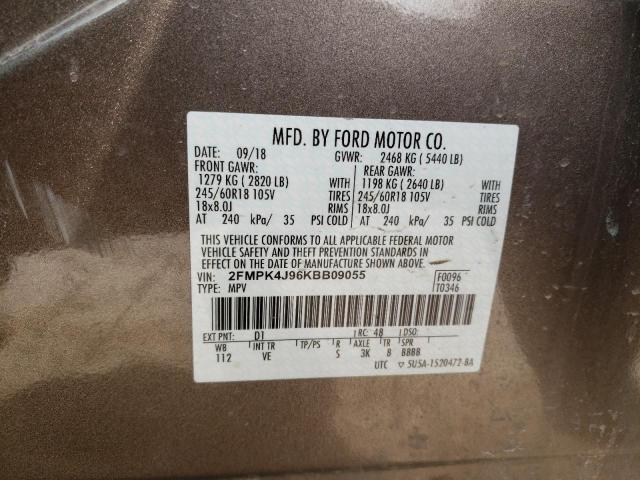 MFD. BY FORD MOTOR CO.
DATE: 09/18 GVWR: 2468 KG ( 5440 LB)
FRONT GAWR: REAR GAWR:
1279 KG ( 2820 LB) WITH 1198 KG ( 2640 LB) WITH
245/60R18 105V TIRES 245/60R18 105V TIRES
18x8.0J RIMS 18x8.0J RIMS
AT 240 kPa/ 35 PSI COLD AT 240 kPa/ 35 PSI COLD
THIS VEHICLE CONFORMS TO ALL APPLICABLE FEDERAL MOTOR
VEHICLE SAFETY AND THEFT PREVENTION STANDARDS IN
EFFECT ON THE DATE OF MANUFACTURE SHOWN ABOVE.
VIN: 2FMPK4J96KBB09055 F0096
TYPE: MPV T0346
EXT PNT: D1 RC: 48 DSO:
WB INT TR TP/PS R AXLE TR SPR
112 VE S 3K 8 BBBB
UTC ▽ 5U5A-1520472-BA